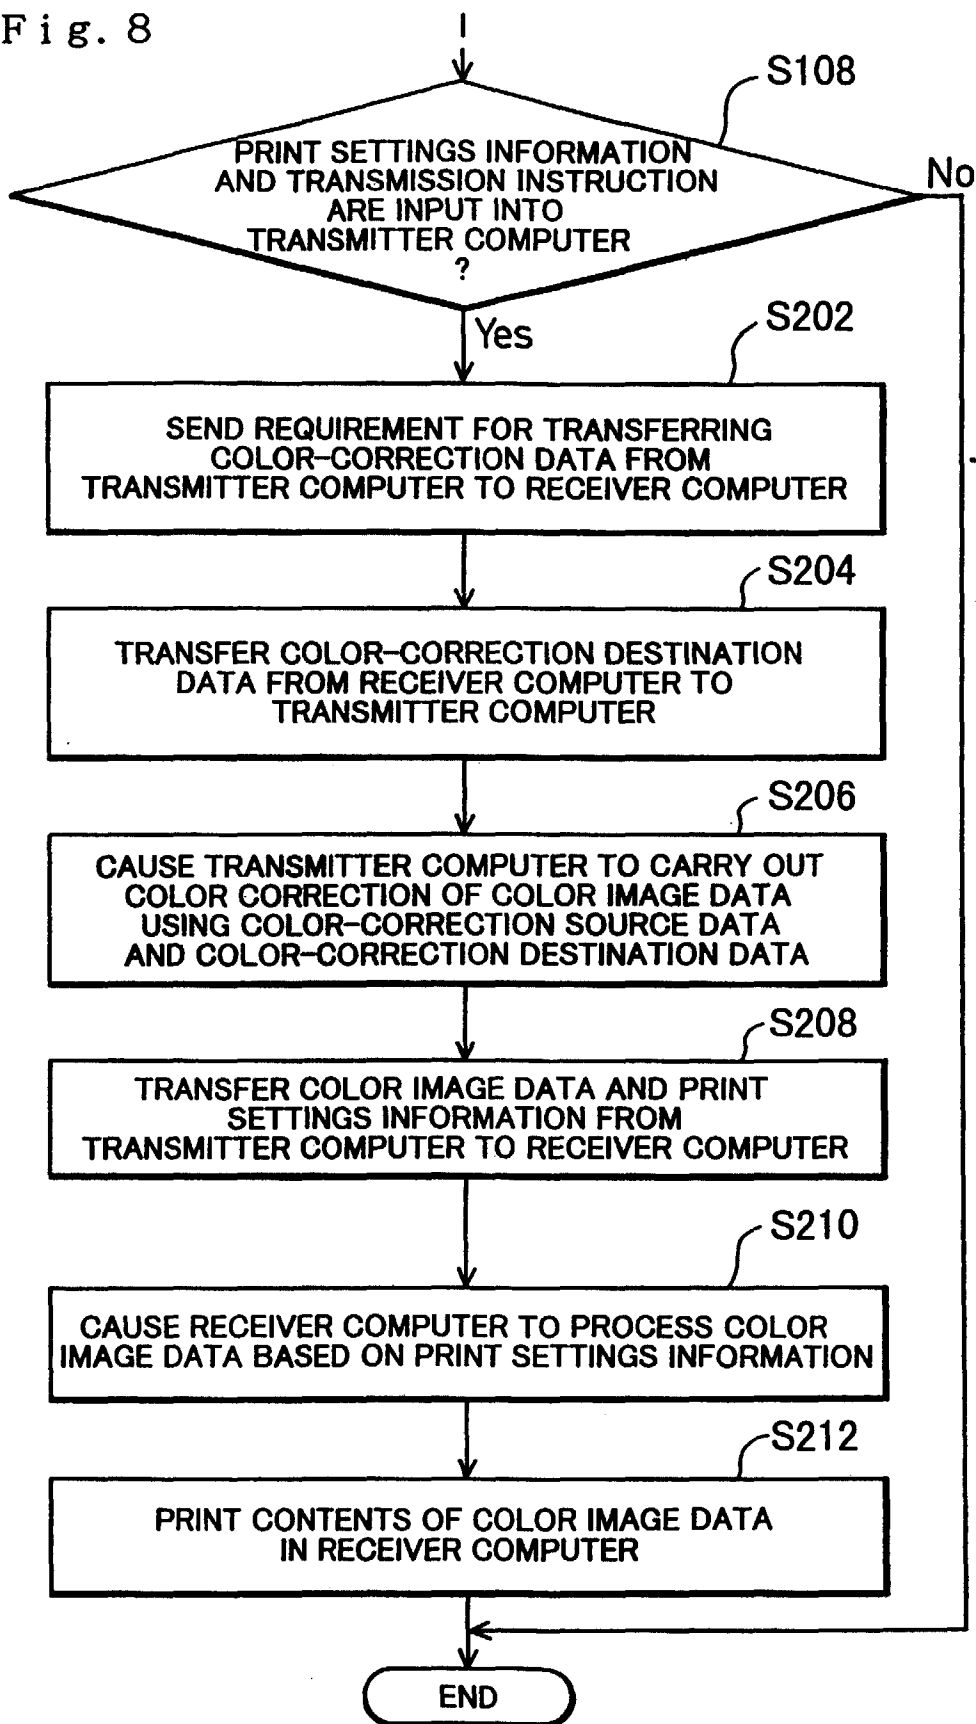 Fig. 8
S108
PRINT SETTINGS INFORMATION
AND TRANSMISSION INSTRUCTION
ARE INPUT INTO
TRANSMITTER COMPUTER
?
No
Yes
S202
SEND REQUIREMENT FOR TRANSFERRING
COLOR-CORRECTION DATA FROM
TRANSMITTER COMPUTER TO RECEIVER COMPUTER
S204
TRANSFER COLOR-CORRECTION DESTINATION
DATA FROM RECEIVER COMPUTER TO
TRANSMITTER COMPUTER
S206
CAUSE TRANSMITTER COMPUTER TO CARRY OUT
COLOR CORRECTION OF COLOR IMAGE DATA
USING COLOR-CORRECTION SOURCE DATA
AND COLOR-CORRECTION DESTINATION DATA
S208
TRANSFER COLOR IMAGE DATA AND PRINT
SETTINGS INFORMATION FROM
TRANSMITTER COMPUTER TO RECEIVER COMPUTER
S210
CAUSE RECEIVER COMPUTER TO PROCESS COLOR
IMAGE DATA BASED ON PRINT SETTINGS INFORMATION
S212
PRINT CONTENTS OF COLOR IMAGE DATA
IN RECEIVER COMPUTER
END